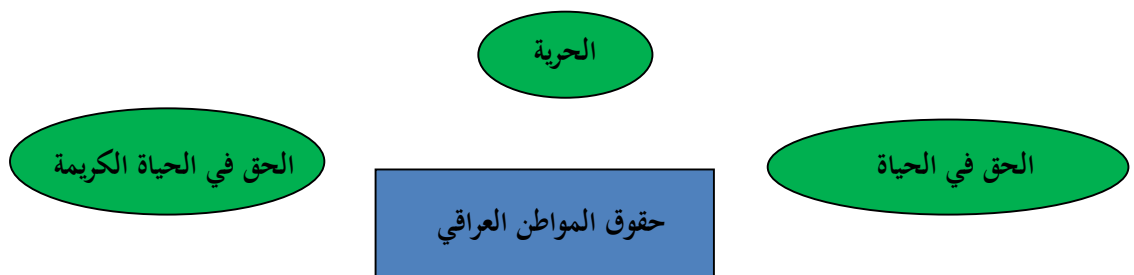 الحرية
الحق في الحياة
الحق في الحياة الكريمة
حقوق المواطن العراقي